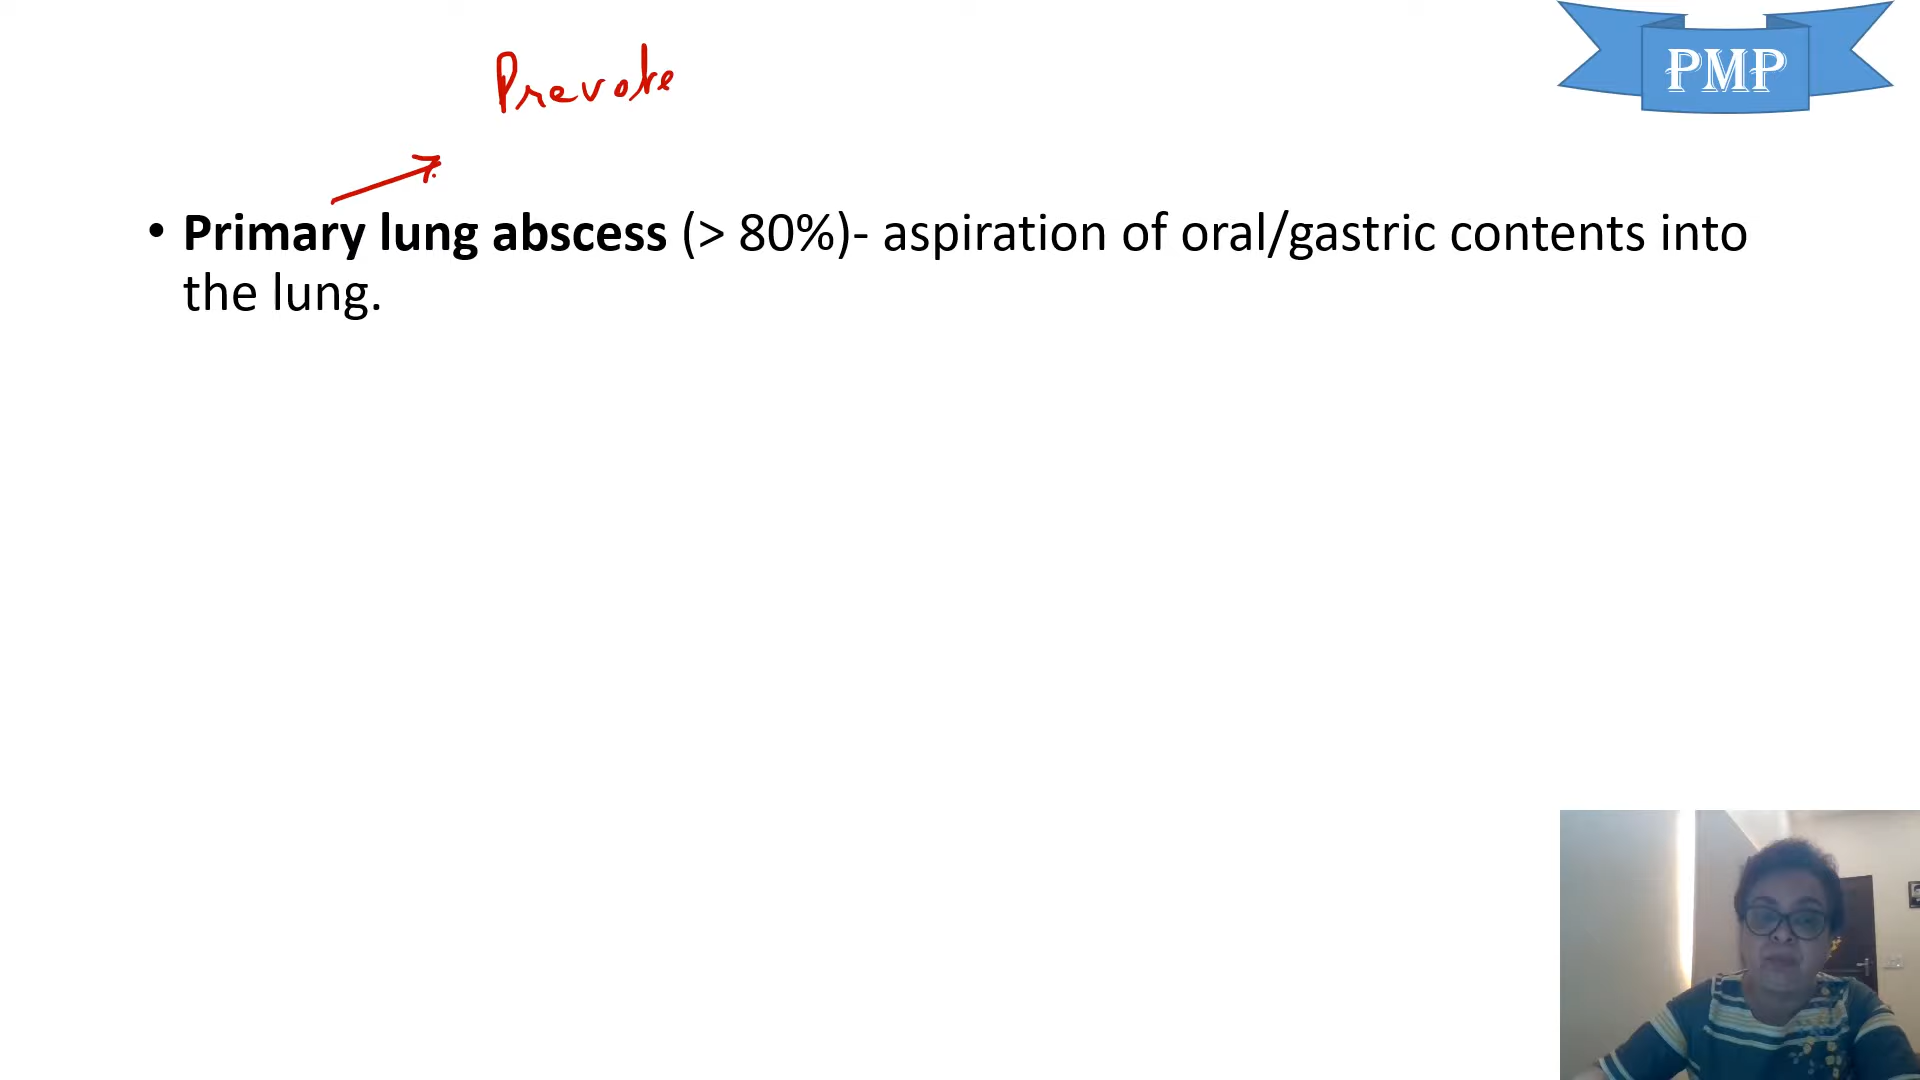 Prevote
PMP
• Primary lung abscess (> 80%)- aspiration of oral/gastric contents into
the lung.